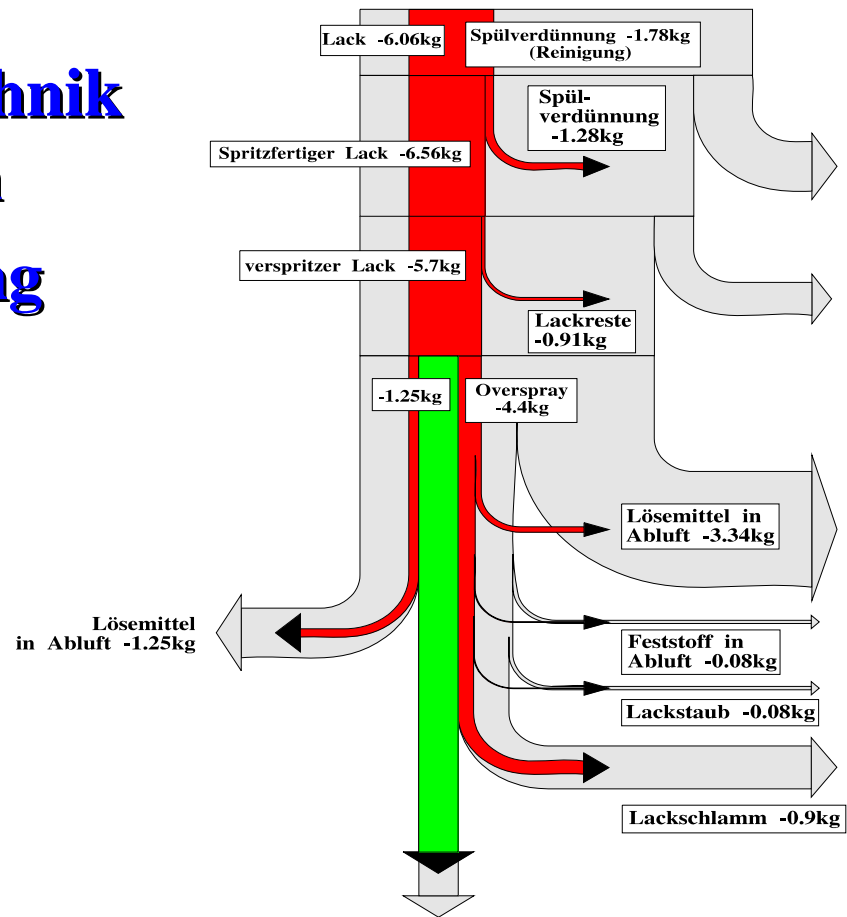 Lack -6.06kg
Spülverdünnung -1.78kg
(Reinigung)
Spül-
verdünnung
-1.28kg
Spritzfertiger Lack -6.56kg
verspritzer Lack -5.7kg
Lackreste
-0.91kg
-1.25kg
Overspray
-4.4kg
Lösemittel in
Abluft -3.34kg
Lösemittel
in Abluft -1.25kg
Feststoff in
Abluft -0.08kg
Lackstaub -0.08kg
Lackschlamm -0.9kg